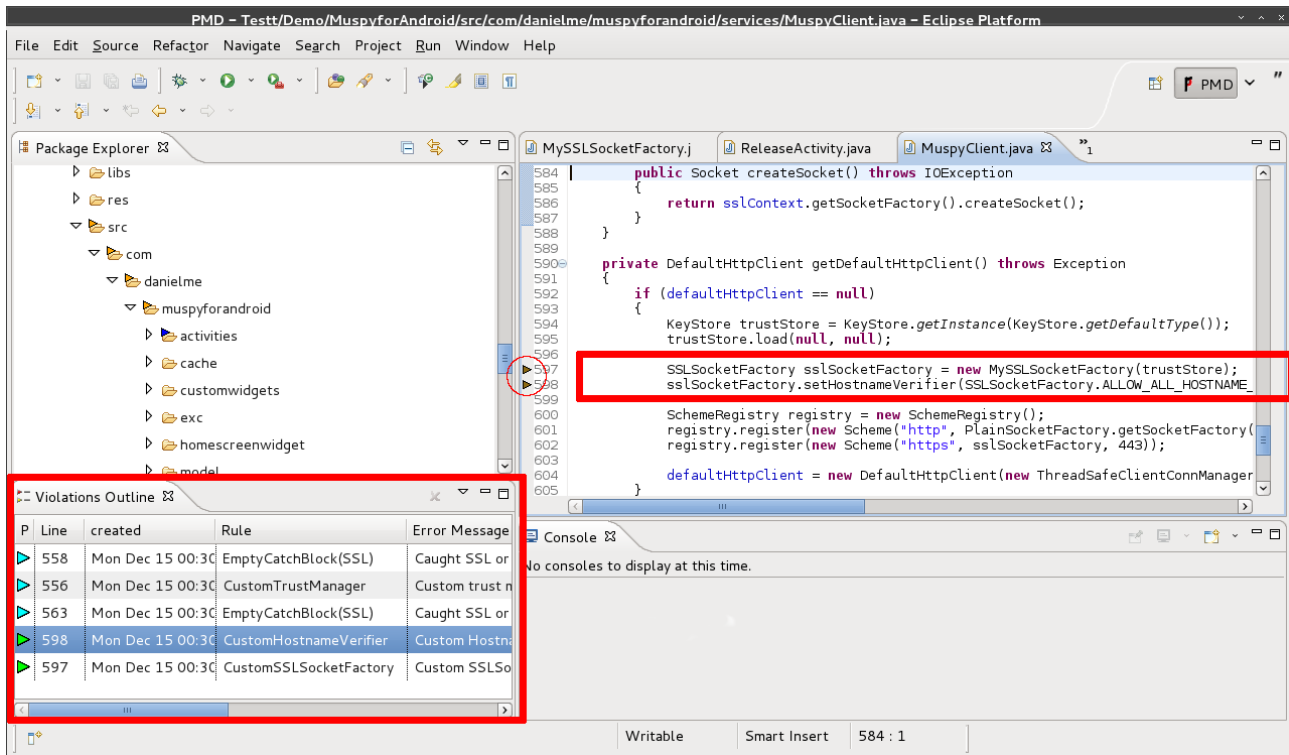 PMD - Testt/Demo/MuspyforAndroid/src/com/danielme/muspyforandroid/services/MuspyClient.java - Eclipse Platform
File Edit Source Refactor Navigate Search Project Run Window Help
PMD
"
Package Explorer
libs
res
src
com
danielme
muspyforandroid
activities
cache
customwidgets
exc
homescreenwidget
model
MySSLSocketFactory.j
ReleaseActivity.java
MuspyClient.java
"1
584 public Socket createSocket() throws IOException
585 {
586 return sslContext.getSocketFactory().createSocket();
587 }
588 }
589
590 private DefaultHttpClient getDefaultHttpClient() throws Exception
591 {
592 if (defaultHttpClient == null)
593 {
594 KeyStore trustStore = KeyStore.getInstance(KeyStore.getDefaultType());
595 trustStore.load(null, null);
596
597 SSLSocketFactory sslSocketFactory = new MySSLSocketFactory(trustStore);
598 sslSocketFactory.setHostnameVerifier(SSLSocketFactory.ALLOW_ALL_HOSTNAME_
599
600 SchemeRegistry registry = new SchemeRegistry();
601 registry.register(new Scheme("http", PlainSocketFactory.getSocketFactory(
602 registry.register(new Scheme("https", sslSocketFactory, 443));
603
604 defaultHttpClient = new DefaultHttpClient(new ThreadSafeClientConnManager
605 }
Violations Outline
P Line created Rule Error Message
558 Mon Dec 15 00:30 EmptyCatchBlock(SSL) Caught SSL or
556 Mon Dec 15 00:30 CustomTrustManager Custom trust m
563 Mon Dec 15 00:30 EmptyCatchBlock(SSL) Caught SSL or
598 Mon Dec 15 00:30 CustomHostnameVerifier Custom Hostna
597 Mon Dec 15 00:30 CustomSSLSocketFactory Custom SSLSo
Console
No consoles to display at this time.
Writable Smart Insert 584 : 1